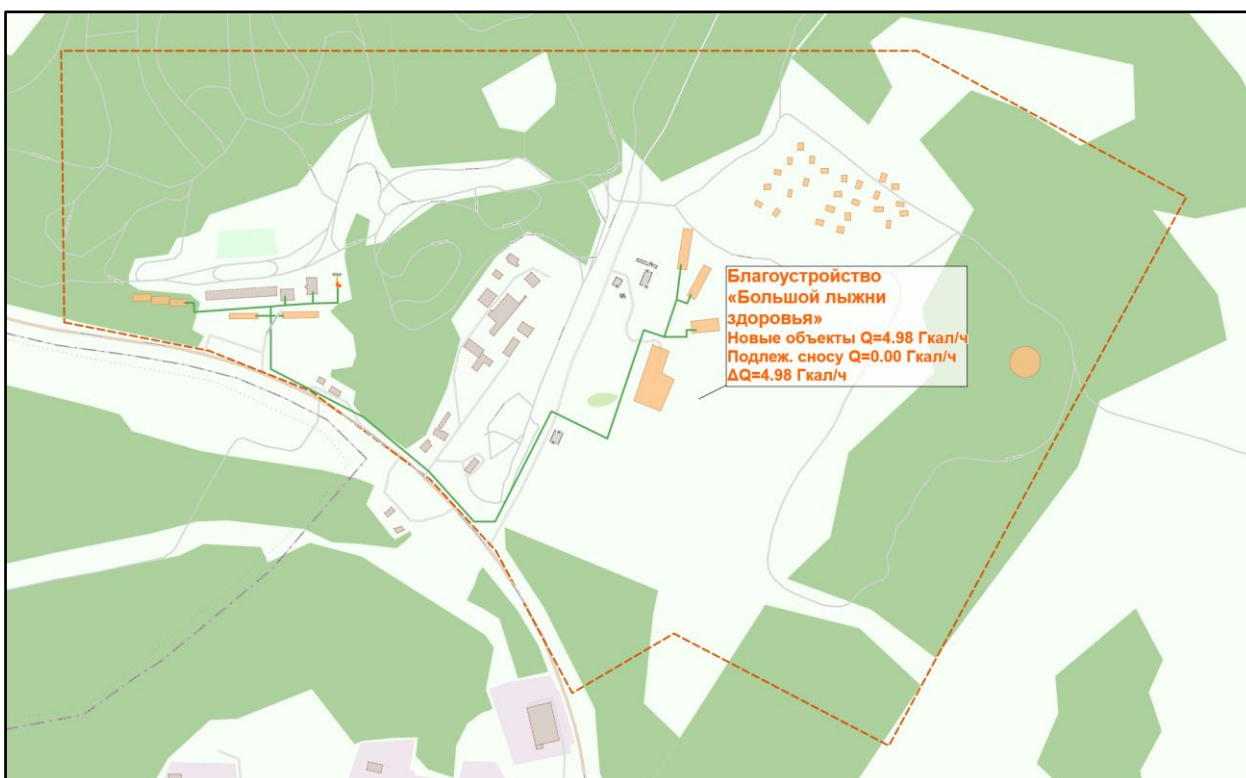 Благоустройство
«Большой лыжни
здоровья»
Новые объекты Q=4.98 Гкал/ч
Подлеж. сносу Q=0.00 Гкал/ч
ΔQ=4.98 Гкал/ч